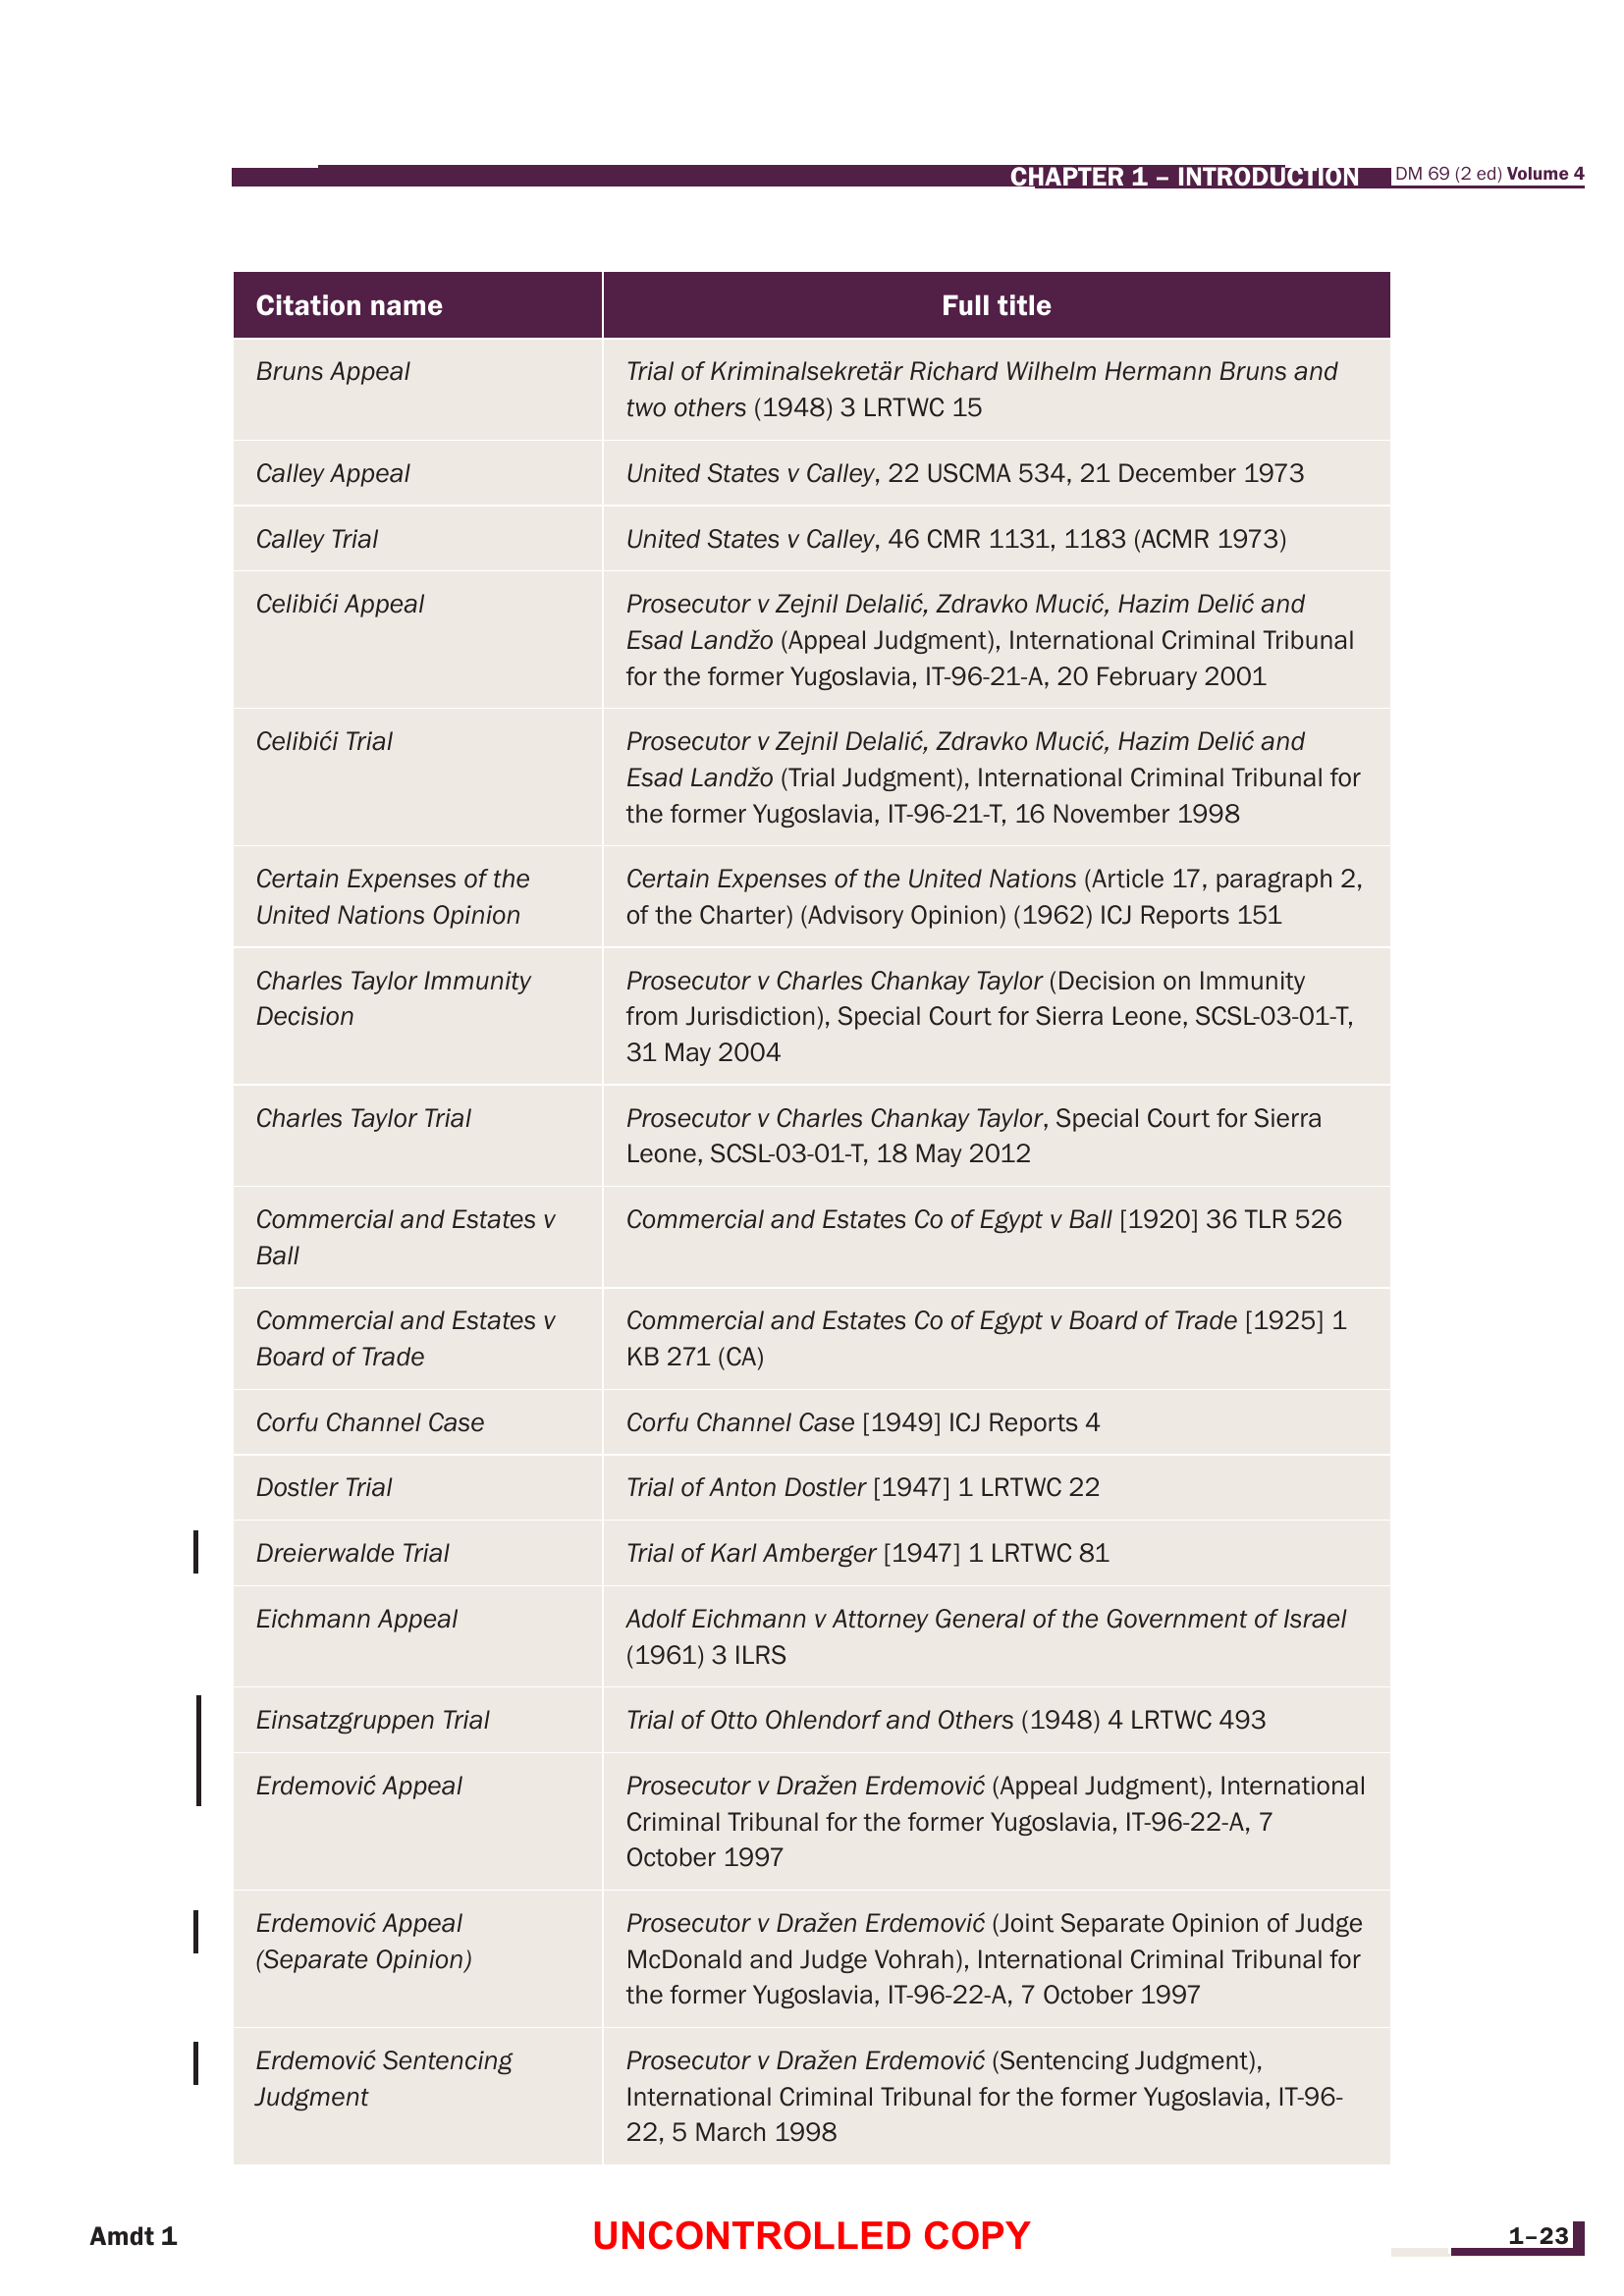 CHAPTER 1 – INTRODUCTION DM 69 (2 ed) Volume 4
Citation name Full title
Bruns Appeal Trial of Kriminalsekretär Richard Wilhelm Hermann Bruns and
two others (1948) 3 LRTWC 15
Calley Appeal United States v Calley, 22 USCMA 534, 21 December 1973
Calley Trial United States v Calley, 46 CMR 1131, 1183 (ACMR 1973)
Celibići Appeal Prosecutor v Zejnil Delalić, Zdravko Mucić, Hazim Delić and
Esad Landžo (Appeal Judgment), International Criminal Tribunal
for the former Yugoslavia, IT-96-21-A, 20 February 2001
Celibići Trial Prosecutor v Zejnil Delalić, Zdravko Mucić, Hazim Delić and
Esad Landžo (Trial Judgment), International Criminal Tribunal for
the former Yugoslavia, IT-96-21-T, 16 November 1998
Certain Expenses of the Certain Expenses of the United Nations (Article 17, paragraph 2,
United Nations Opinion of the Charter) (Advisory Opinion) (1962) ICJ Reports 151
Charles Taylor Immunity Prosecutor v Charles Chankay Taylor (Decision on Immunity
Decision from Jurisdiction), Special Court for Sierra Leone, SCSL-03-01-T,
31 May 2004
Charles Taylor Trial Prosecutor v Charles Chankay Taylor, Special Court for Sierra
Leone, SCSL-03-01-T, 18 May 2012
Commercial and Estates v Commercial and Estates Co of Egypt v Ball [1920] 36 TLR 526
Ball
Commercial and Estates v Commercial and Estates Co of Egypt v Board of Trade [1925] 1
Board of Trade KB 271 (CA)
Corfu Channel Case Corfu Channel Case [1949] ICJ Reports 4
Dostler Trial Trial of Anton Dostler [1947] 1 LRTWC 22
Dreierwalde Trial Trial of Karl Amberger [1947] 1 LRTWC 81
Eichmann Appeal Adolf Eichmann v Attorney General of the Government of Israel
(1961) 3 ILRS
Einsatzgruppen Trial Trial of Otto Ohlendorf and Others (1948) 4 LRTWC 493
Erdemović Appeal Prosecutor v Dražen Erdemović (Appeal Judgment), International
Criminal Tribunal for the former Yugoslavia, IT-96-22-A, 7
October 1997
Erdemović Appeal Prosecutor v Dražen Erdemović (Joint Separate Opinion of Judge
(Separate Opinion) McDonald and Judge Vohrah), International Criminal Tribunal for
the former Yugoslavia, IT-96-22-A, 7 October 1997
Erdemović Sentencing Prosecutor v Dražen Erdemović (Sentencing Judgment),
Judgment International Criminal Tribunal for the former Yugoslavia, IT-96-
22, 5 March 1998
Amdt 1 UNCONTROLLED COPY 1–23